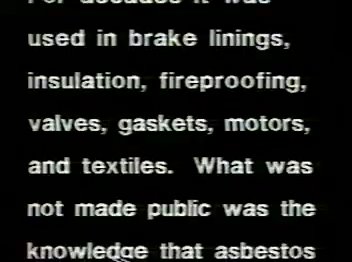 For decades it was
used in brake linings,
insulation, fireproofing,
valves, gaskets, motors,
and textiles. What was
not made public was the
knowledge that asbestos